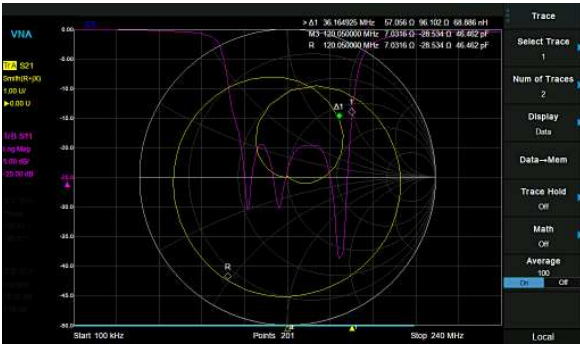 VNA
TrA S21
Smith(R+jX)
1.00 U/
▶0.00 U
TrB S11
Log Mag
5.00 dB/
-25.00 dB
> Δ1 36.164925 MHz 57.056 Ω 96.102 Ω 68.886 nH
M3 120.050000 MHz 7.0316 Ω -28.534 Ω 46.462 pF
R 120.050000 MHz 7.0316 Ω -28.534 Ω 46.462 pF
0.00
-5.00
-10.0
-15.0
-20.0
-25.0
-30.0
-35.0
-40.0
-45.0
-50.0
Δ1
1
R
Start 100 kHz
Points 201
Stop 240 MHz
Trace
Select Trace
1
Num of Traces
2
Display
Data
Data→Mem
Trace Hold
Off
Math
Off
Average
100
On Off
Local